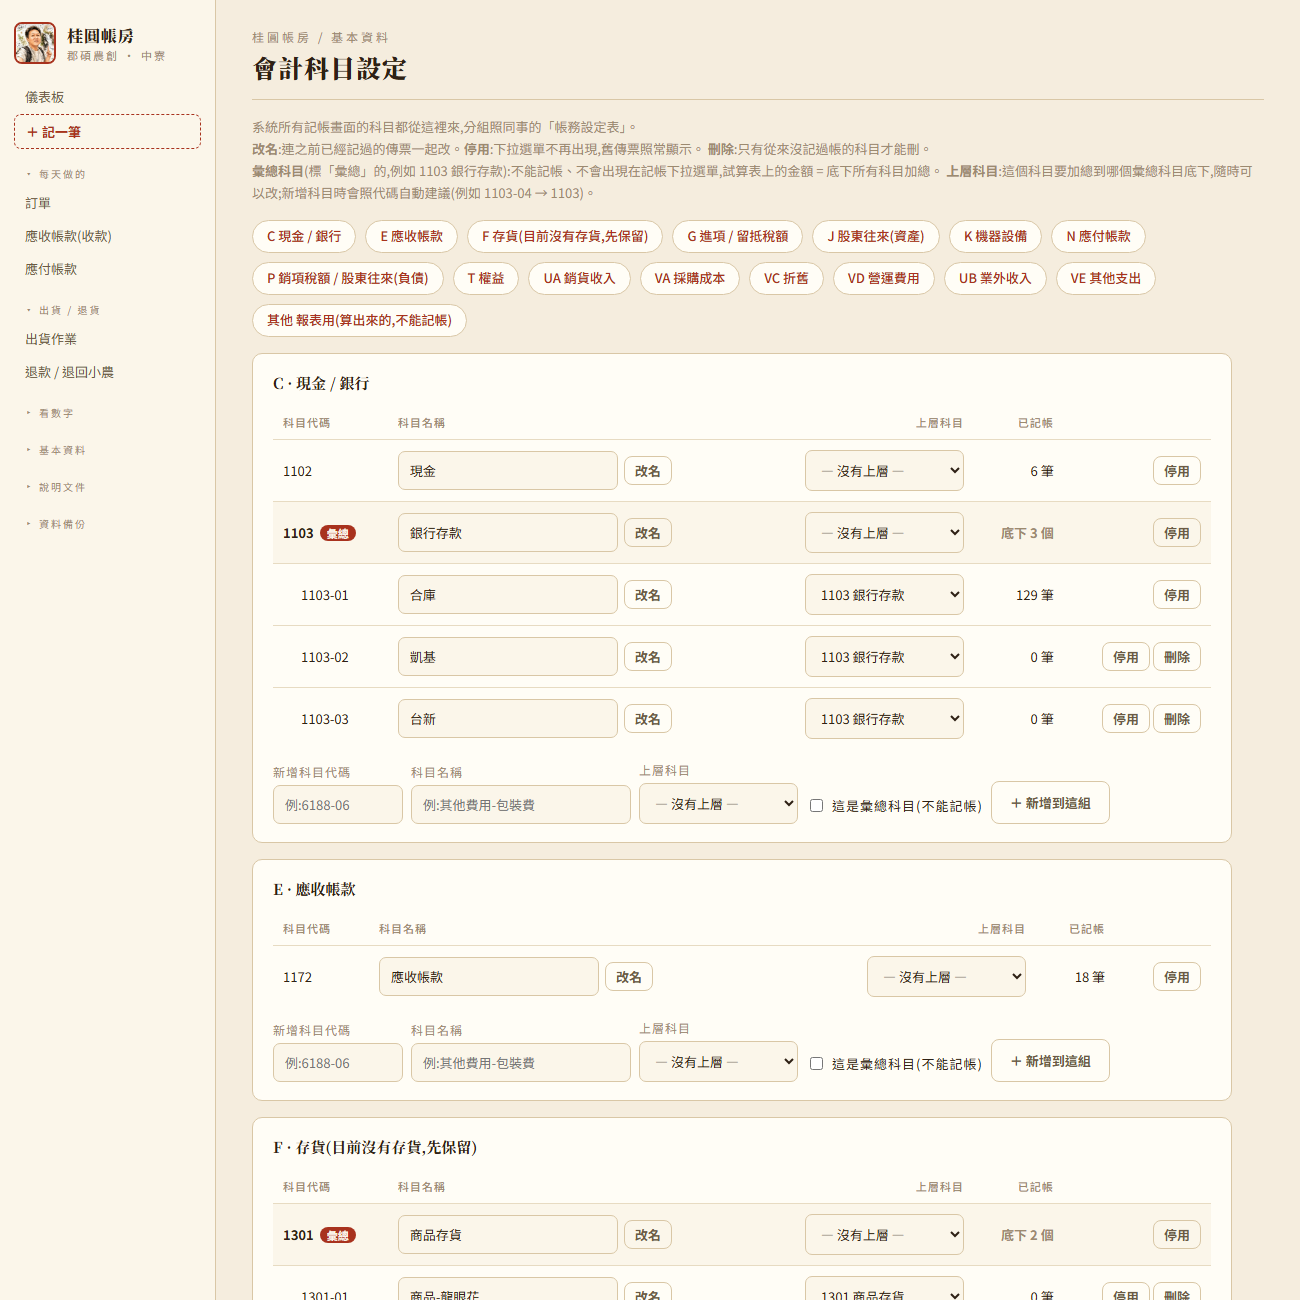 桂圓帳房
郡碩農創 · 中寮
儀表板
＋ 記一筆
每天做的
訂單
應收帳款(收款)
應付帳款
出貨 / 退貨
出貨作業
退款 / 退回小農
看數字
基本資料
說明文件
資料備份
桂圓帳房 / 基本資料
會計科目設定
系統所有記帳畫面的科目都從這裡來,分組照同事的「帳務設定表」。
改名:連之前已經記過的傳票一起改。停用:下拉選單不再出現,舊傳票照常顯示。 刪除:只有從來沒記過帳的科目才能刪。
彙總科目(標「彙總」的,例如 1103 銀行存款):不能記帳、不會出現在記帳下拉選單,試算表上的金額 = 底下所有科目加總。 上層科目:這個科目要加總到哪個彙總科目底下,隨時可
以改;新增科目時會照代碼自動建議(例如 1103-04 → 1103)。
C 現金 / 銀行 E 應收帳款 F 存貨(目前沒有存貨,先保留) G 進項 / 留抵稅額 J 股東往來(資產) K 機器設備 N 應付帳款
P 銷項稅額 / 股東往來(負債) T 權益 UA 銷貨收入 VA 採購成本 VC 折舊 VD 營運費用 UB 業外收入 VE 其他支出
其他 報表用(算出來的,不能記帳)
C · 現金 / 銀行
科目代碼 科目名稱 上層科目 已記帳
1102 現金 改名 — 沒有上層 — 6 筆 停用
1103 彙總 銀行存款 改名 — 沒有上層 — 底下 3 個 停用
1103-01 合庫 改名 1103 銀行存款 129 筆 停用
1103-02 凱基 改名 1103 銀行存款 0 筆 停用 刪除
1103-03 台新 改名 1103 銀行存款 0 筆 停用 刪除
新增科目代碼 科目名稱 上層科目
例:6188-06 例:其他費用-包裝費 — 沒有上層 — 這是彙總科目(不能記帳) ＋ 新增到這組
E · 應收帳款
科目代碼 科目名稱 上層科目 已記帳
1172 應收帳款 改名 — 沒有上層 — 18 筆 停用
新增科目代碼 科目名稱 上層科目
例:6188-06 例:其他費用-包裝費 — 沒有上層 — 這是彙總科目(不能記帳) ＋ 新增到這組
F · 存貨(目前沒有存貨,先保留)
科目代碼 科目名稱 上層科目 已記帳
1301 彙總 商品存貨 改名 — 沒有上層 — 底下 2 個 停用
1301-01 商品-龍眼花 改名 1301 商品存貨 0 筆 停用 刪除